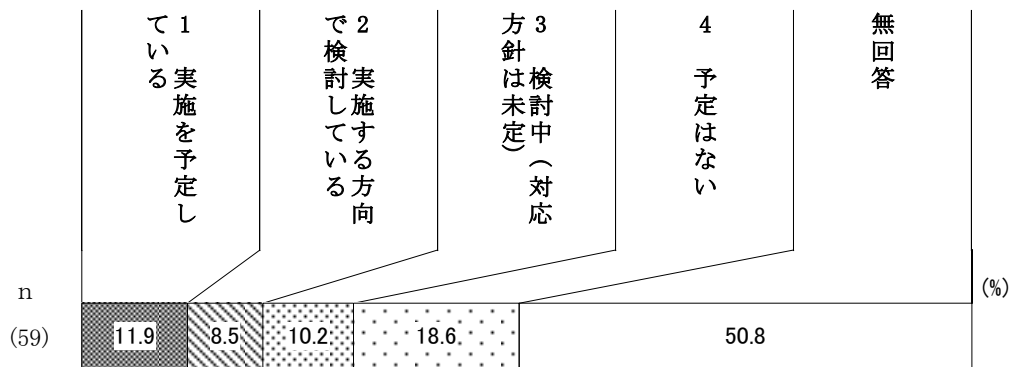 1　実施を予定し
ている
2　実施する方向
で検討している
3　検討中（対応
方針は未定）
4　予定はない
無回答
n
(%)
(59)
11.9
8.5
10.2
18.6
50.8